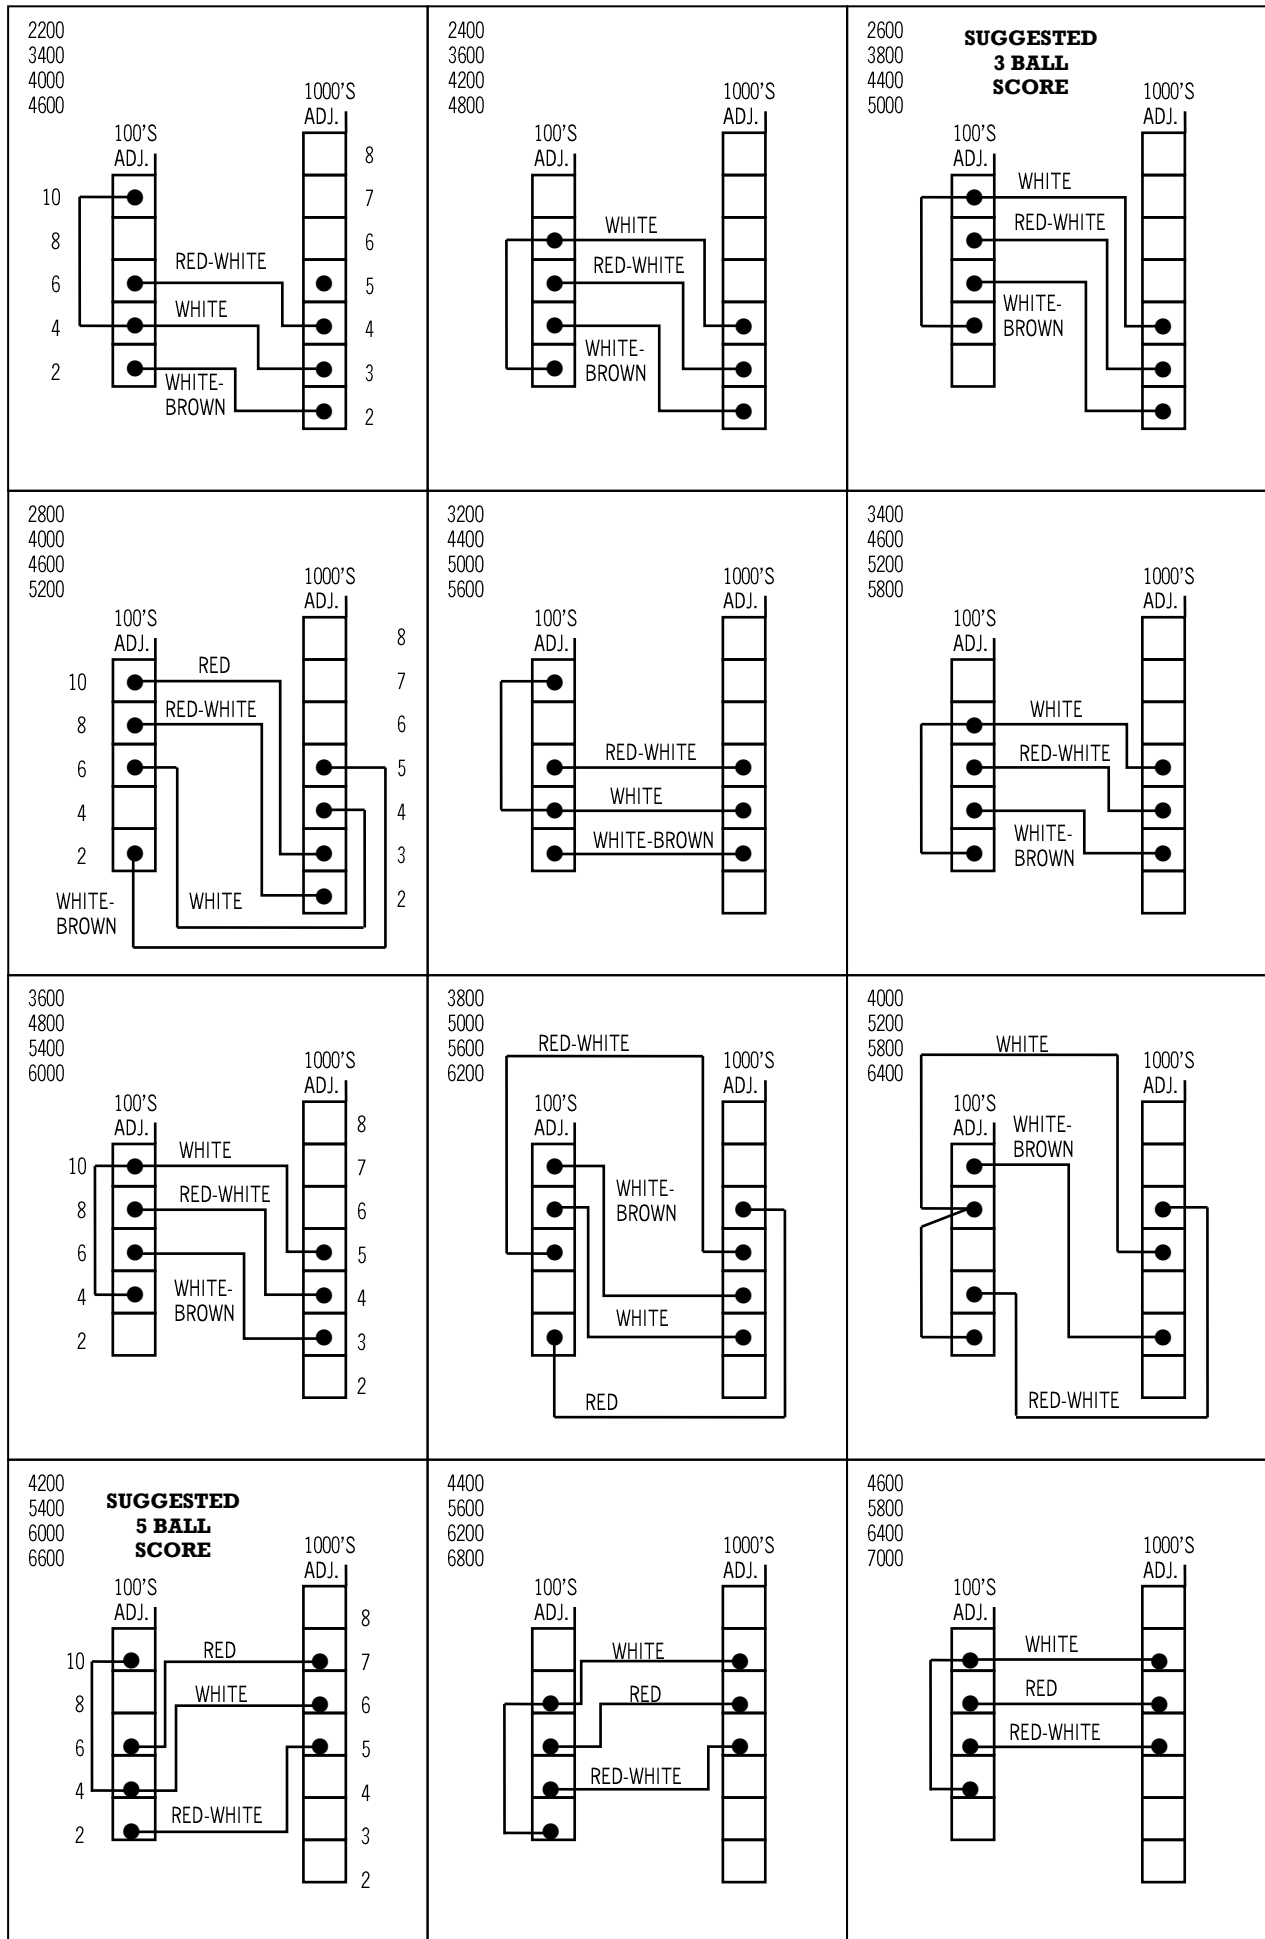 2200
3400
4000
4600
100'S
ADJ.
1000'S
ADJ.
10
8
6
4
2
RED-WHITE
WHITE
WHITE-
BROWN
8
7
6
5
4
3
2
2400
3600
4200
4800
100'S
ADJ.
1000'S
ADJ.
WHITE
RED-WHITE
WHITE-
BROWN
2600
3800
4400
5000
SUGGESTED
3 BALL
SCORE
100'S
ADJ.
1000'S
ADJ.
WHITE
RED-WHITE
WHITE-
BROWN
2800
4000
4600
5200
100'S
ADJ.
1000'S
ADJ.
10
8
6
4
2
RED
RED-WHITE
WHITE-
BROWN
WHITE
8
7
6
5
4
3
2
3200
4400
5000
5600
100'S
ADJ.
1000'S
ADJ.
RED-WHITE
WHITE
WHITE-BROWN
3400
4600
5200
5800
100'S
ADJ.
1000'S
ADJ.
WHITE
RED-WHITE
WHITE-
BROWN
3600
4800
5400
6000
100'S
ADJ.
1000'S
ADJ.
10
8
6
4
2
WHITE
RED-WHITE
WHITE-
BROWN
8
7
6
5
4
3
2
3800
5000
5600
6200
RED-WHITE
100'S
ADJ.
1000'S
ADJ.
WHITE-
BROWN
WHITE
RED
4000
5200
5800
6400
WHITE
100'S
ADJ.
1000'S
ADJ.
WHITE-
BROWN
RED-WHITE
4200
5400
6000
6600
SUGGESTED
5 BALL
SCORE
100'S
ADJ.
1000'S
ADJ.
10
8
6
4
2
RED
WHITE
RED-WHITE
8
7
6
5
4
3
2
4400
5600
6200
6800
100'S
ADJ.
1000'S
ADJ.
WHITE
RED
RED-WHITE
4600
5800
6400
7000
100'S
ADJ.
1000'S
ADJ.
WHITE
RED
RED-WHITE